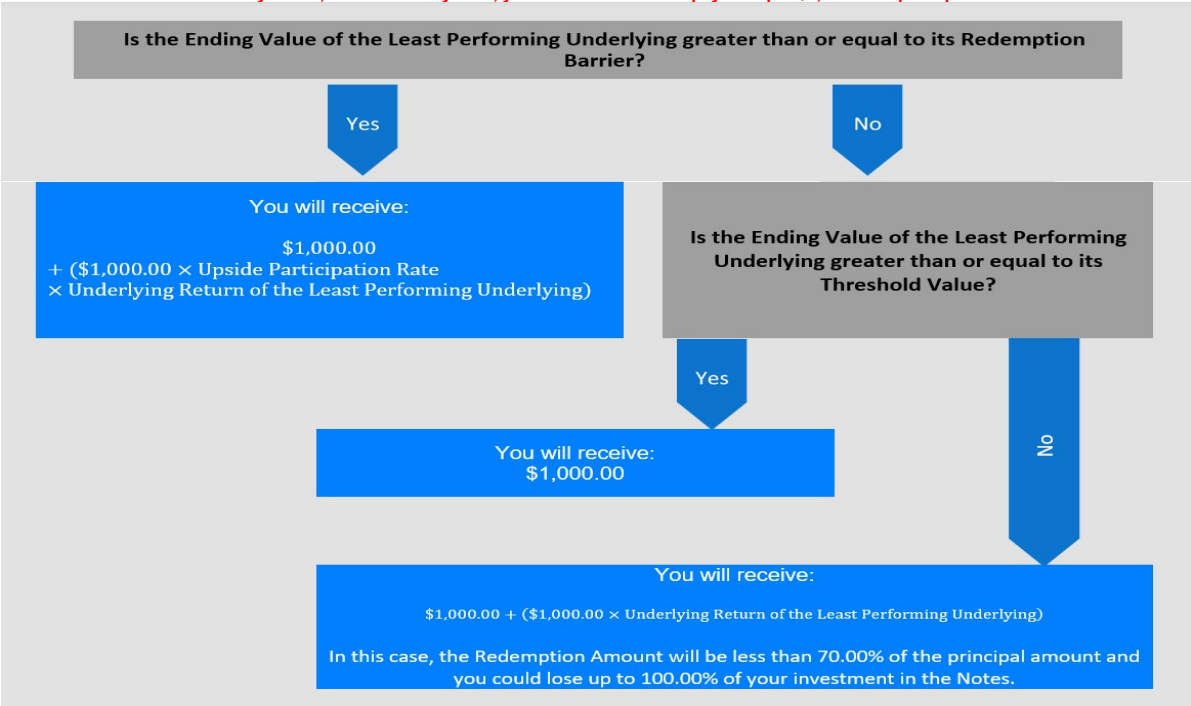 Is the Ending Value of the Least Performing Underlying greater than or equal to its Redemption
Barrier?
Yes
No
You will receive:
$1,000.00
+ ($1,000.00 × Upside Participation Rate
× Underlying Return of the Least Performing Underlying)
Is the Ending Value of the Least Performing
Underlying greater than or equal to its
Threshold Value?
Yes
No
You will receive:
$1,000.00
You will receive:
$1,000.00 + ($1,000.00 × Underlying Return of the Least Performing Underlying)
In this case, the Redemption Amount will be less than 70.00% of the principal amount and
you could lose up to 100.00% of your investment in the Notes.